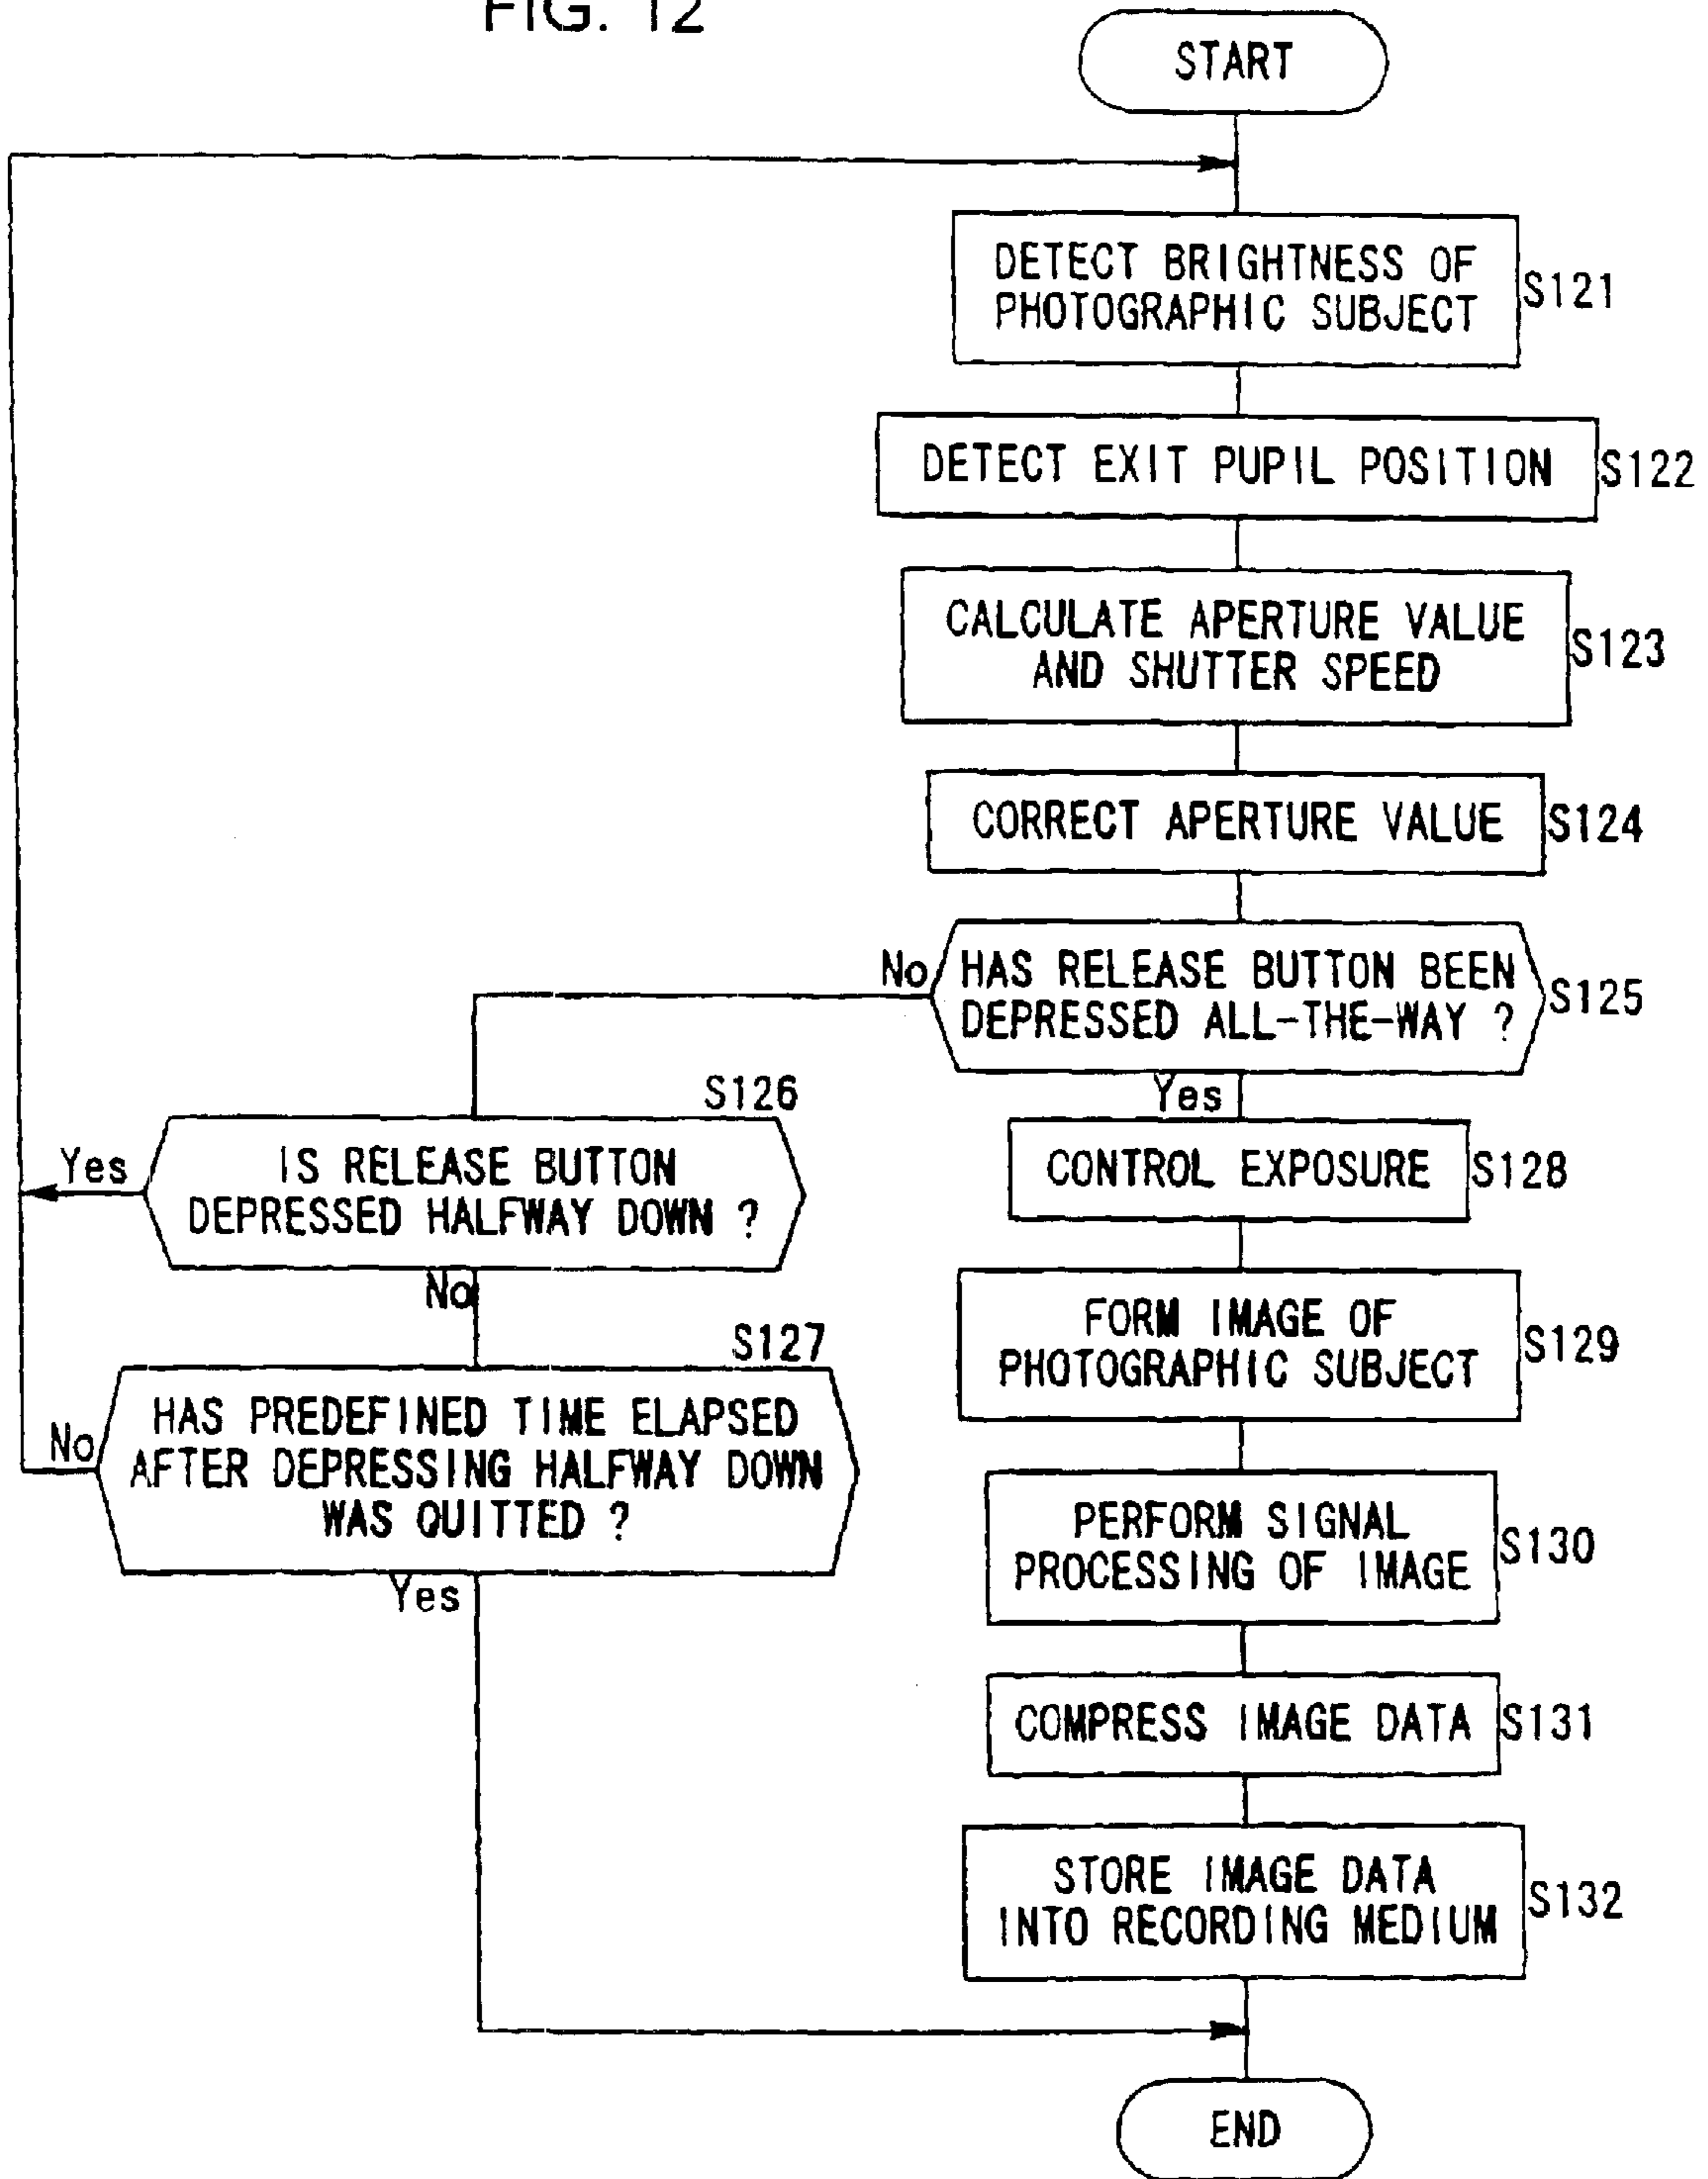 FIG. 12
START
DETECT BRIGHTNESS OF
PHOTOGRAPHIC SUBJECT
S121
DETECT EXIT PUPIL POSITION
S122
CALCULATE APERTURE VALUE
AND SHUTTER SPEED
S123
CORRECT APERTURE VALUE
S124
No
HAS RELEASE BUTTON BEEN
DEPRESSED ALL-THE-WAY ?
S125
Yes
S126
Yes
IS RELEASE BUTTON
DEPRESSED HALFWAY DOWN ?
No
S127
No
HAS PREDEFINED TIME ELAPSED
AFTER DEPRESSING HALFWAY DOWN
WAS QUITTED ?
Yes
CONTROL EXPOSURE
S128
FORM IMAGE OF
PHOTOGRAPHIC SUBJECT
S129
PERFORM SIGNAL
PROCESSING OF IMAGE
S130
COMPRESS IMAGE DATA
S131
STORE IMAGE DATA
INTO RECORDING MEDIUM
S132
END